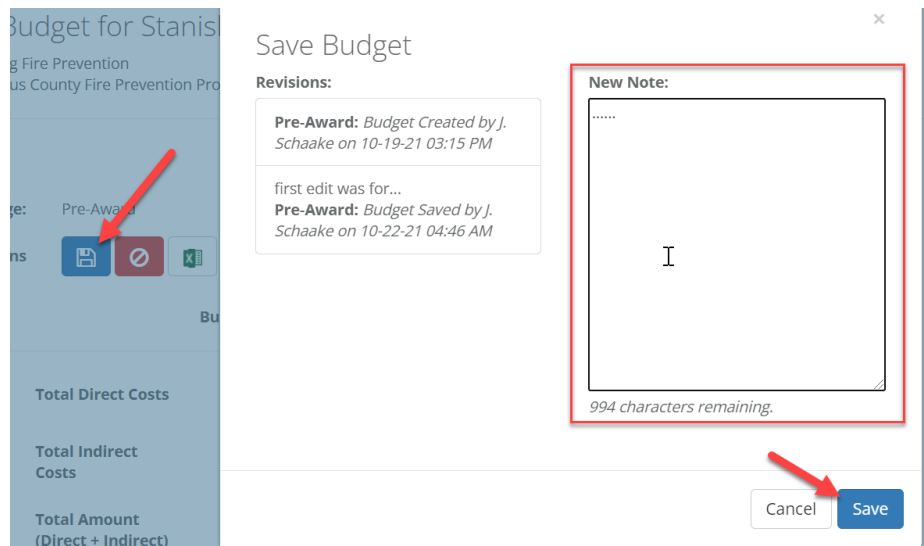 Budget for Stanis
g Fire Prevention
us County Fire Prevention Pro
ge: Pre-Award
ns
Bu
Total Direct Costs
Total Indirect
Costs
Total Amount
(Direct + Indirect)
×
Save Budget
Revisions:
Pre-Award: Budget Created by J.
Schaake on 10-19-21 03:15 PM
first edit was for...
Pre-Award: Budget Saved by J.
Schaake on 10-22-21 04:46 AM
New Note:
......
994 characters remaining.
Cancel Save